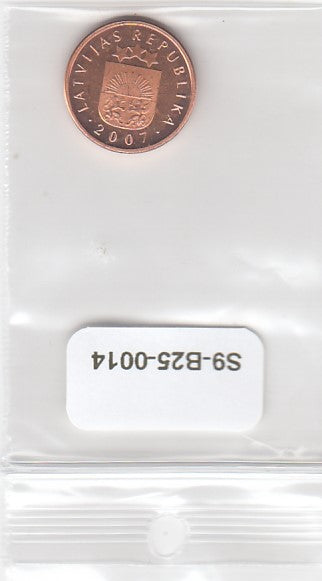 LATVIJAS REPUBLIKA
· 2007 ·
S9-B25-0014